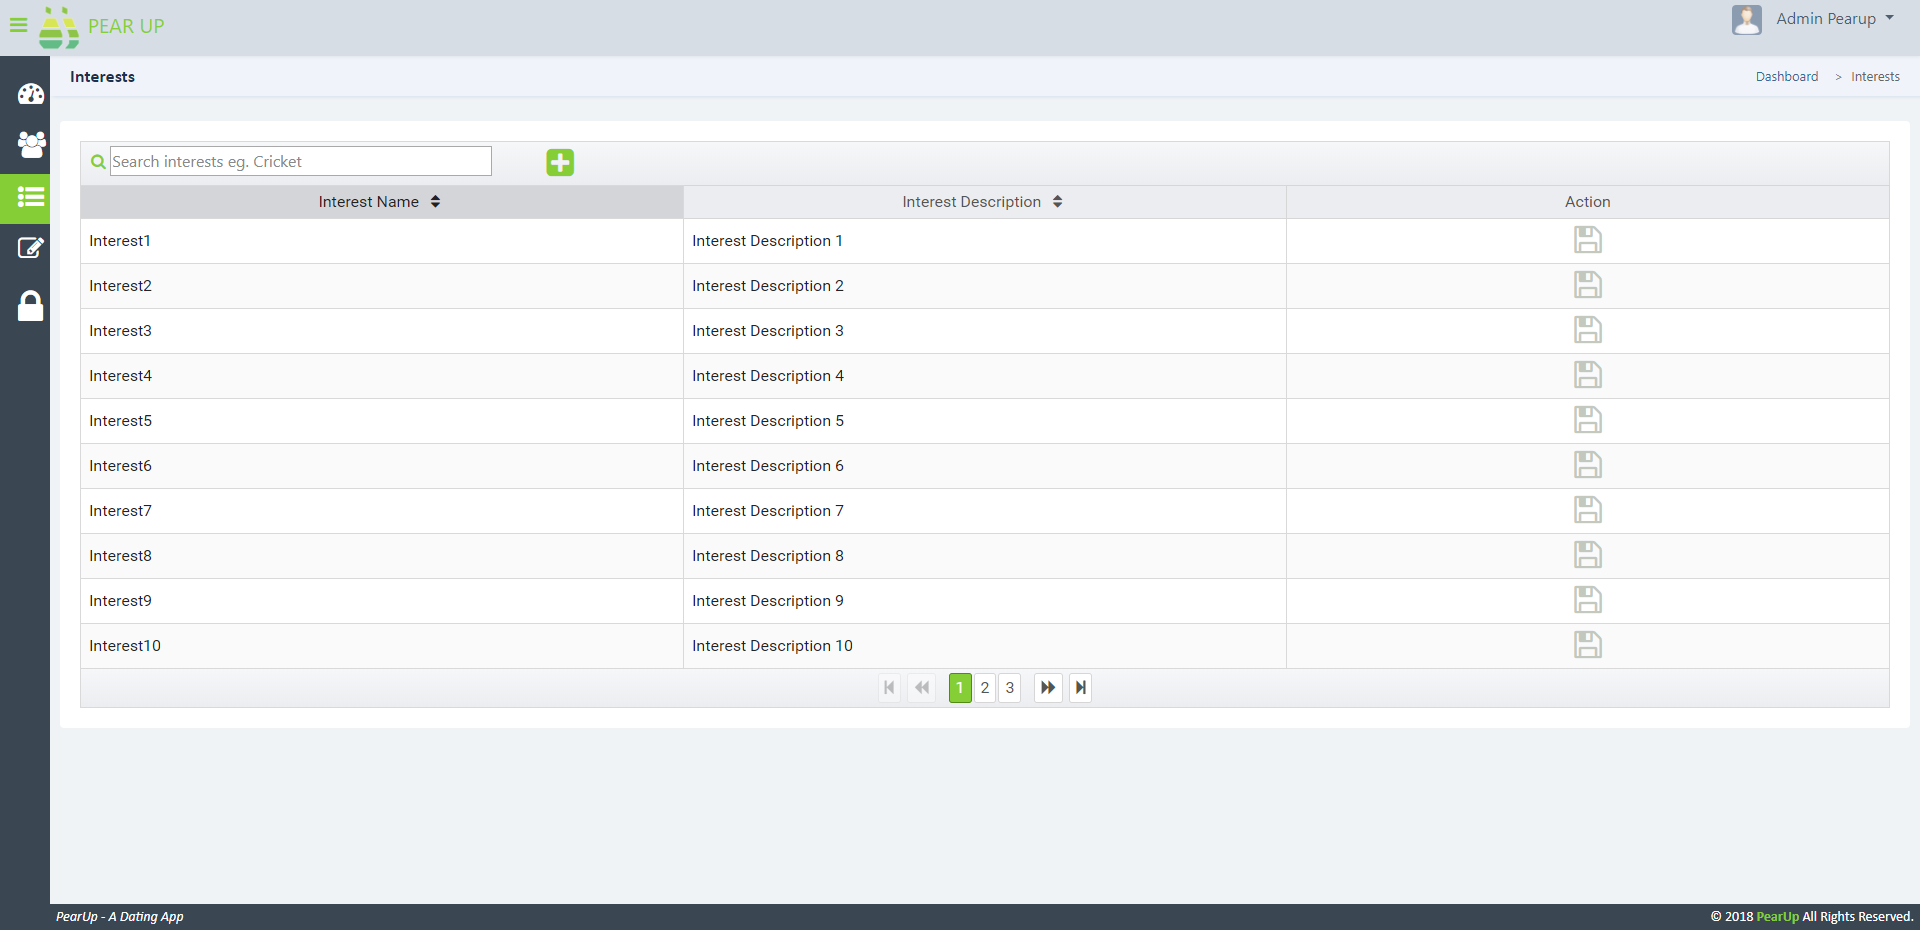 PEAR UP
Admin Pearup
Interests
Dashboard > Interests
Search interests eg. Cricket
Interest Name Interest Description Action
Interest1 Interest Description 1
Interest2 Interest Description 2
Interest3 Interest Description 3
Interest4 Interest Description 4
Interest5 Interest Description 5
Interest6 Interest Description 6
Interest7 Interest Description 7
Interest8 Interest Description 8
Interest9 Interest Description 9
Interest10 Interest Description 10
1 2 3
PearUp - A Dating App © 2018 PearUp All Rights Reserved.